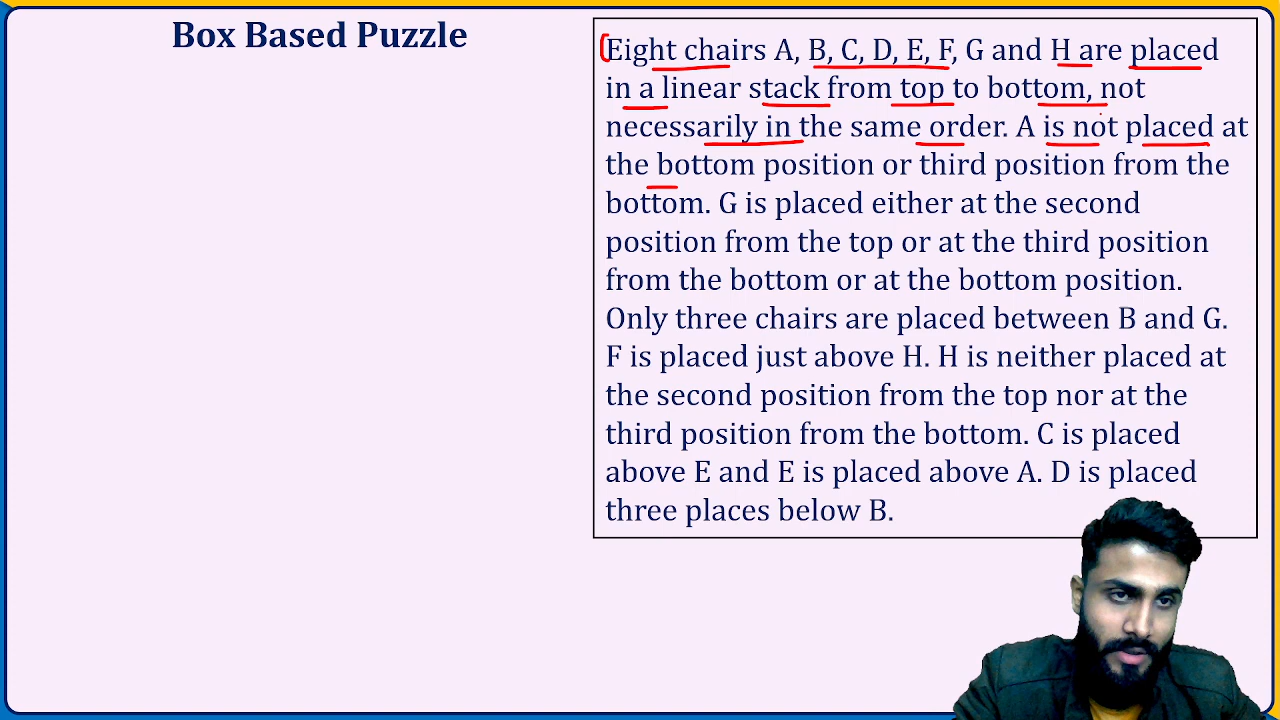 Box Based Puzzle
Eight chairs A, B, C, D, E, F, G and H are placed
in a linear stack from top to bottom, not
necessarily in the same order. A is not placed at
the bottom position or third position from the
bottom. G is placed either at the second
position from the top or at the third position
from the bottom or at the bottom position.
Only three chairs are placed between B and G.
F is placed just above H. H is neither placed at
the second position from the top nor at the
third position from the bottom. C is placed
above E and E is placed above A. D is placed
three places below B.